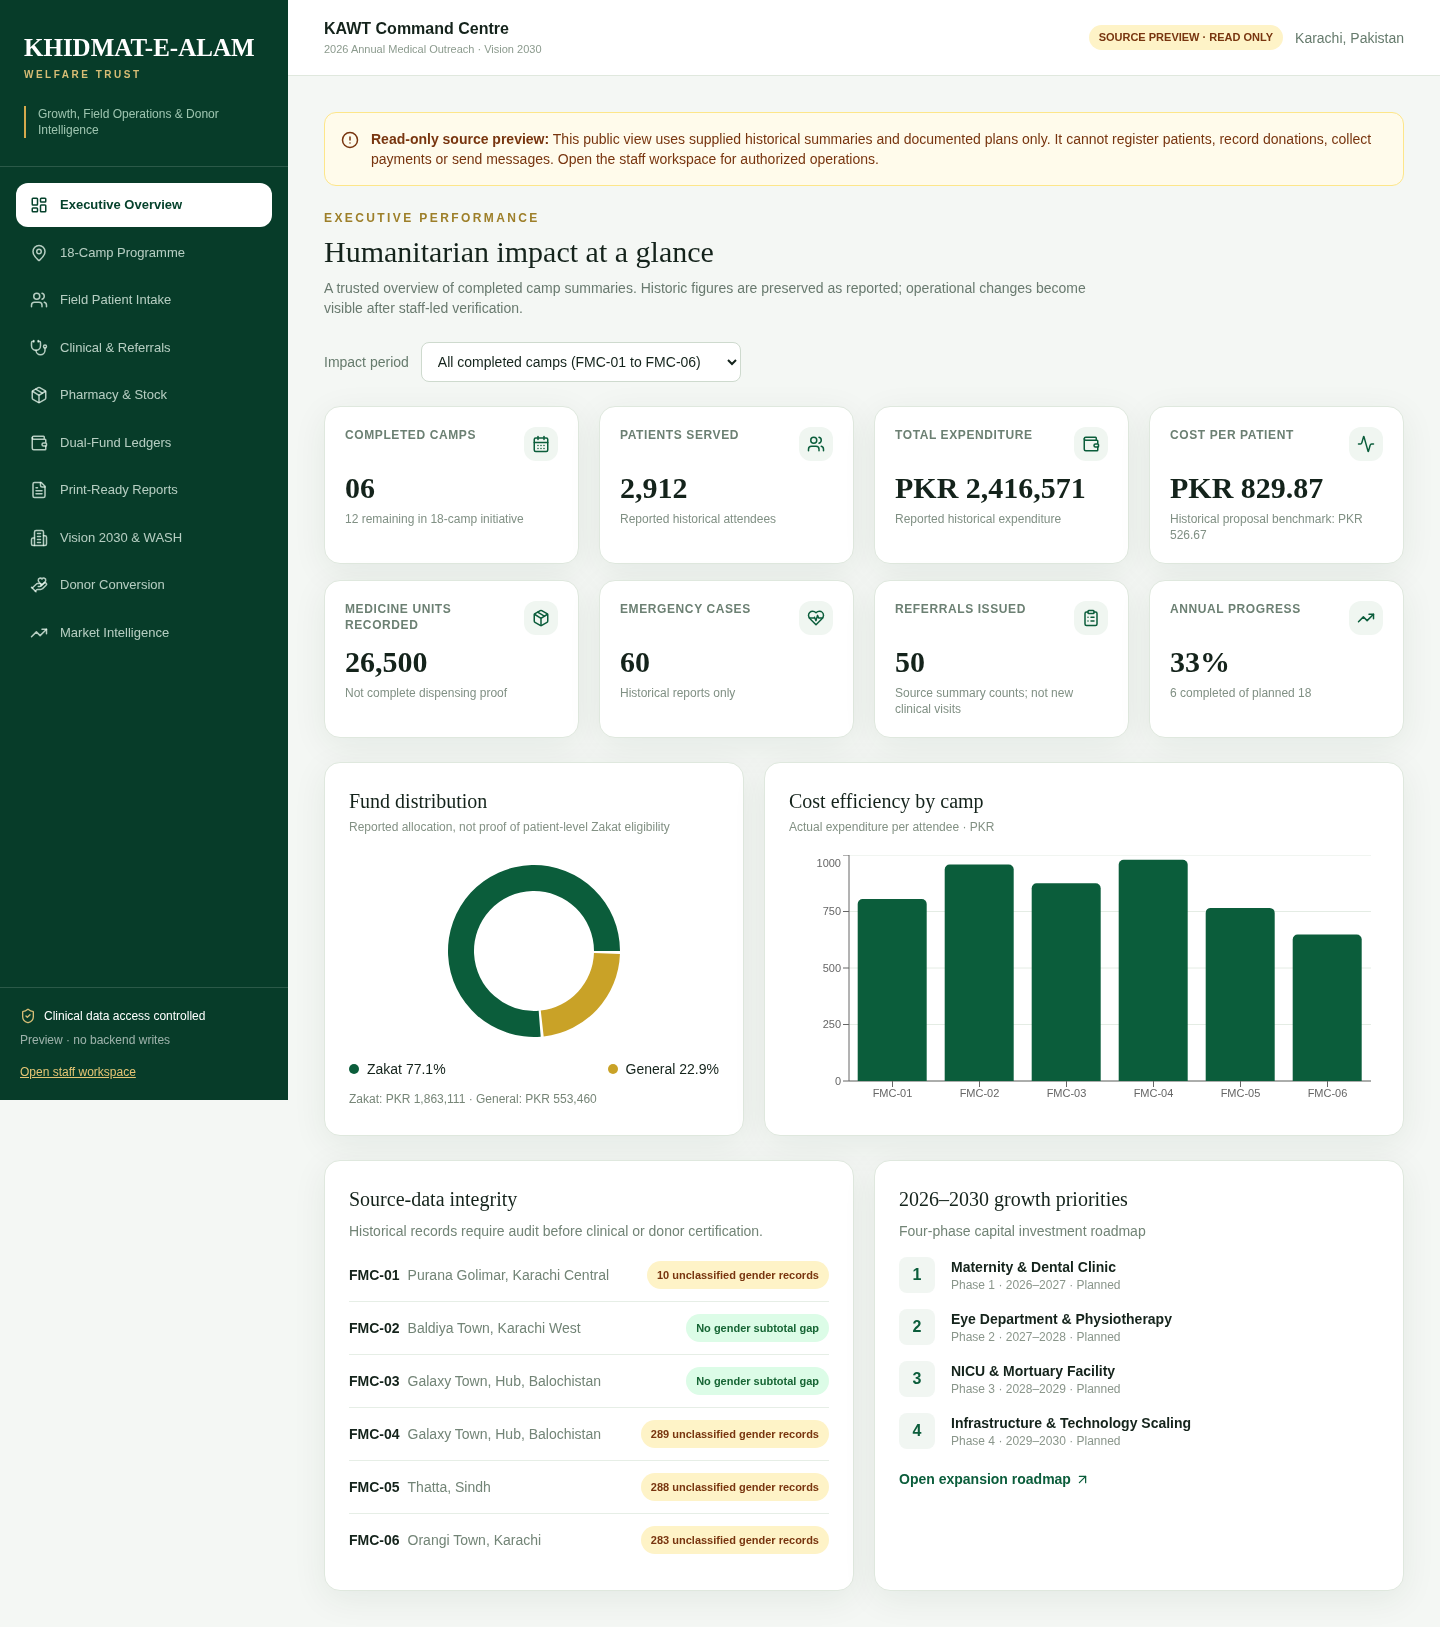 KHIDMAT-E-ALAM
WELFARE TRUST
Growth, Field Operations & Donor
Intelligence
Executive Overview
18-Camp Programme
Field Patient Intake
Clinical & Referrals
Pharmacy & Stock
Dual-Fund Ledgers
Print-Ready Reports
Vision 2030 & WASH
Donor Conversion
Market Intelligence
Clinical data access controlled
Preview · no backend writes
Open staff workspace
KAWT Command Centre
2026 Annual Medical Outreach · Vision 2030
SOURCE PREVIEW · READ ONLY
Karachi, Pakistan
Read-only source preview: This public view uses supplied historical summaries and documented plans only. It cannot register patients, record donations, collect
payments or send messages. Open the staff workspace for authorized operations.
EXECUTIVE PERFORMANCE
Humanitarian impact at a glance
A trusted overview of completed camp summaries. Historic figures are preserved as reported; operational changes become
visible after staff-led verification.
Impact period
All completed camps (FMC-01 to FMC-06)
COMPLETED CAMPS
06
12 remaining in 18-camp initiative
PATIENTS SERVED
2,912
Reported historical attendees
TOTAL EXPENDITURE
PKR 2,416,571
Reported historical expenditure
COST PER PATIENT
PKR 829.87
Historical proposal benchmark: PKR
526.67
MEDICINE UNITS
RECORDED
26,500
Not complete dispensing proof
EMERGENCY CASES
60
Historical reports only
REFERRALS ISSUED
50
Source summary counts; not new
clinical visits
ANNUAL PROGRESS
33%
6 completed of planned 18
Fund distribution
Reported allocation, not proof of patient-level Zakat eligibility
Zakat 77.1%
General 22.9%
Zakat: PKR 1,863,111 · General: PKR 553,460
Cost efficiency by camp
Actual expenditure per attendee · PKR
1000
750
500
250
0
FMC-01
FMC-02
FMC-03
FMC-04
FMC-05
FMC-06
Source-data integrity
Historical records require audit before clinical or donor certification.
FMC-01 Purana Golimar, Karachi Central
10 unclassified gender records
FMC-02 Baldiya Town, Karachi West
No gender subtotal gap
FMC-03 Galaxy Town, Hub, Balochistan
No gender subtotal gap
FMC-04 Galaxy Town, Hub, Balochistan
289 unclassified gender records
FMC-05 Thatta, Sindh
288 unclassified gender records
FMC-06 Orangi Town, Karachi
283 unclassified gender records
2026–2030 growth priorities
Four-phase capital investment roadmap
1
Maternity & Dental Clinic
Phase 1 · 2026–2027 · Planned
2
Eye Department & Physiotherapy
Phase 2 · 2027–2028 · Planned
3
NICU & Mortuary Facility
Phase 3 · 2028–2029 · Planned
4
Infrastructure & Technology Scaling
Phase 4 · 2029–2030 · Planned
Open expansion roadmap